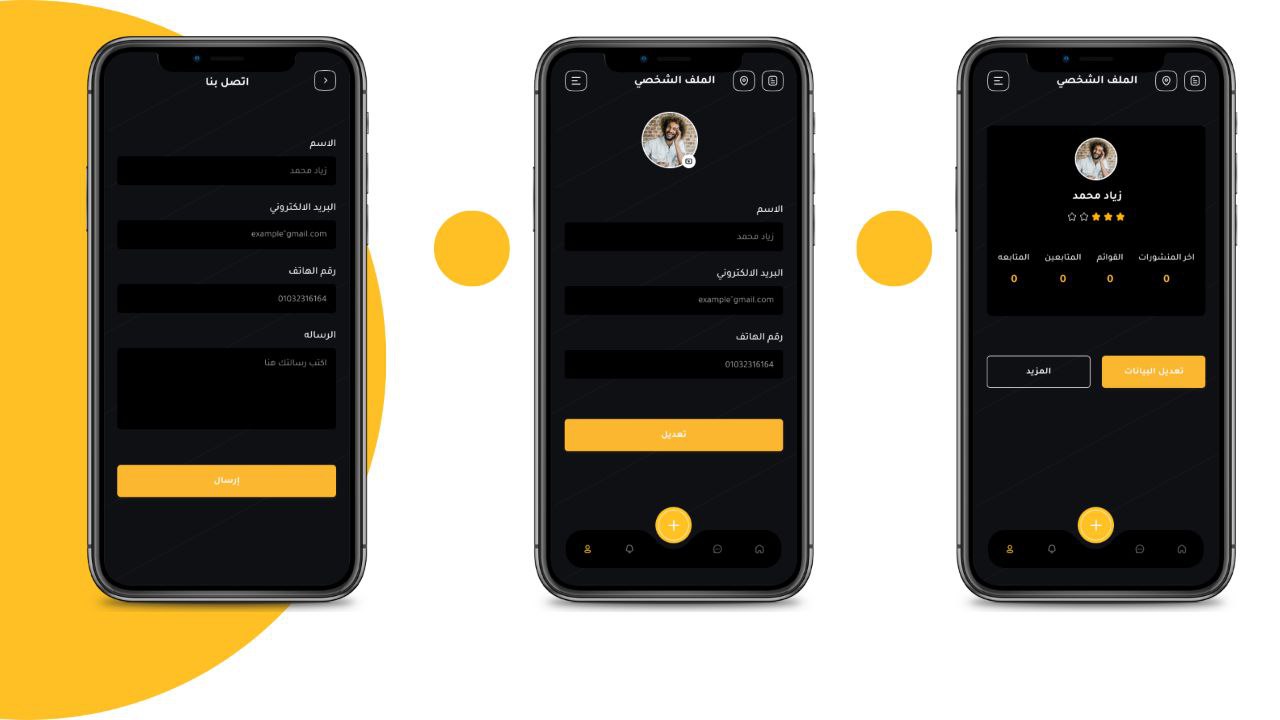 اتصل بنا
الاسم
زياد محمد
البريد الالكتروني
example"gmail.com
رقم الهاتف
01032316164
الرساله
اكتب رسالتك هنا
إرسال
الملف الشخصي
الاسم
زياد محمد
البريد الالكتروني
example"gmail.com
رقم الهاتف
01032316164
تعديل
الملف الشخصي
زياد محمد
اخر المنشورات القوائم المتابعين المتابعه
0 0 0 0
تعديل البيانات المزيد